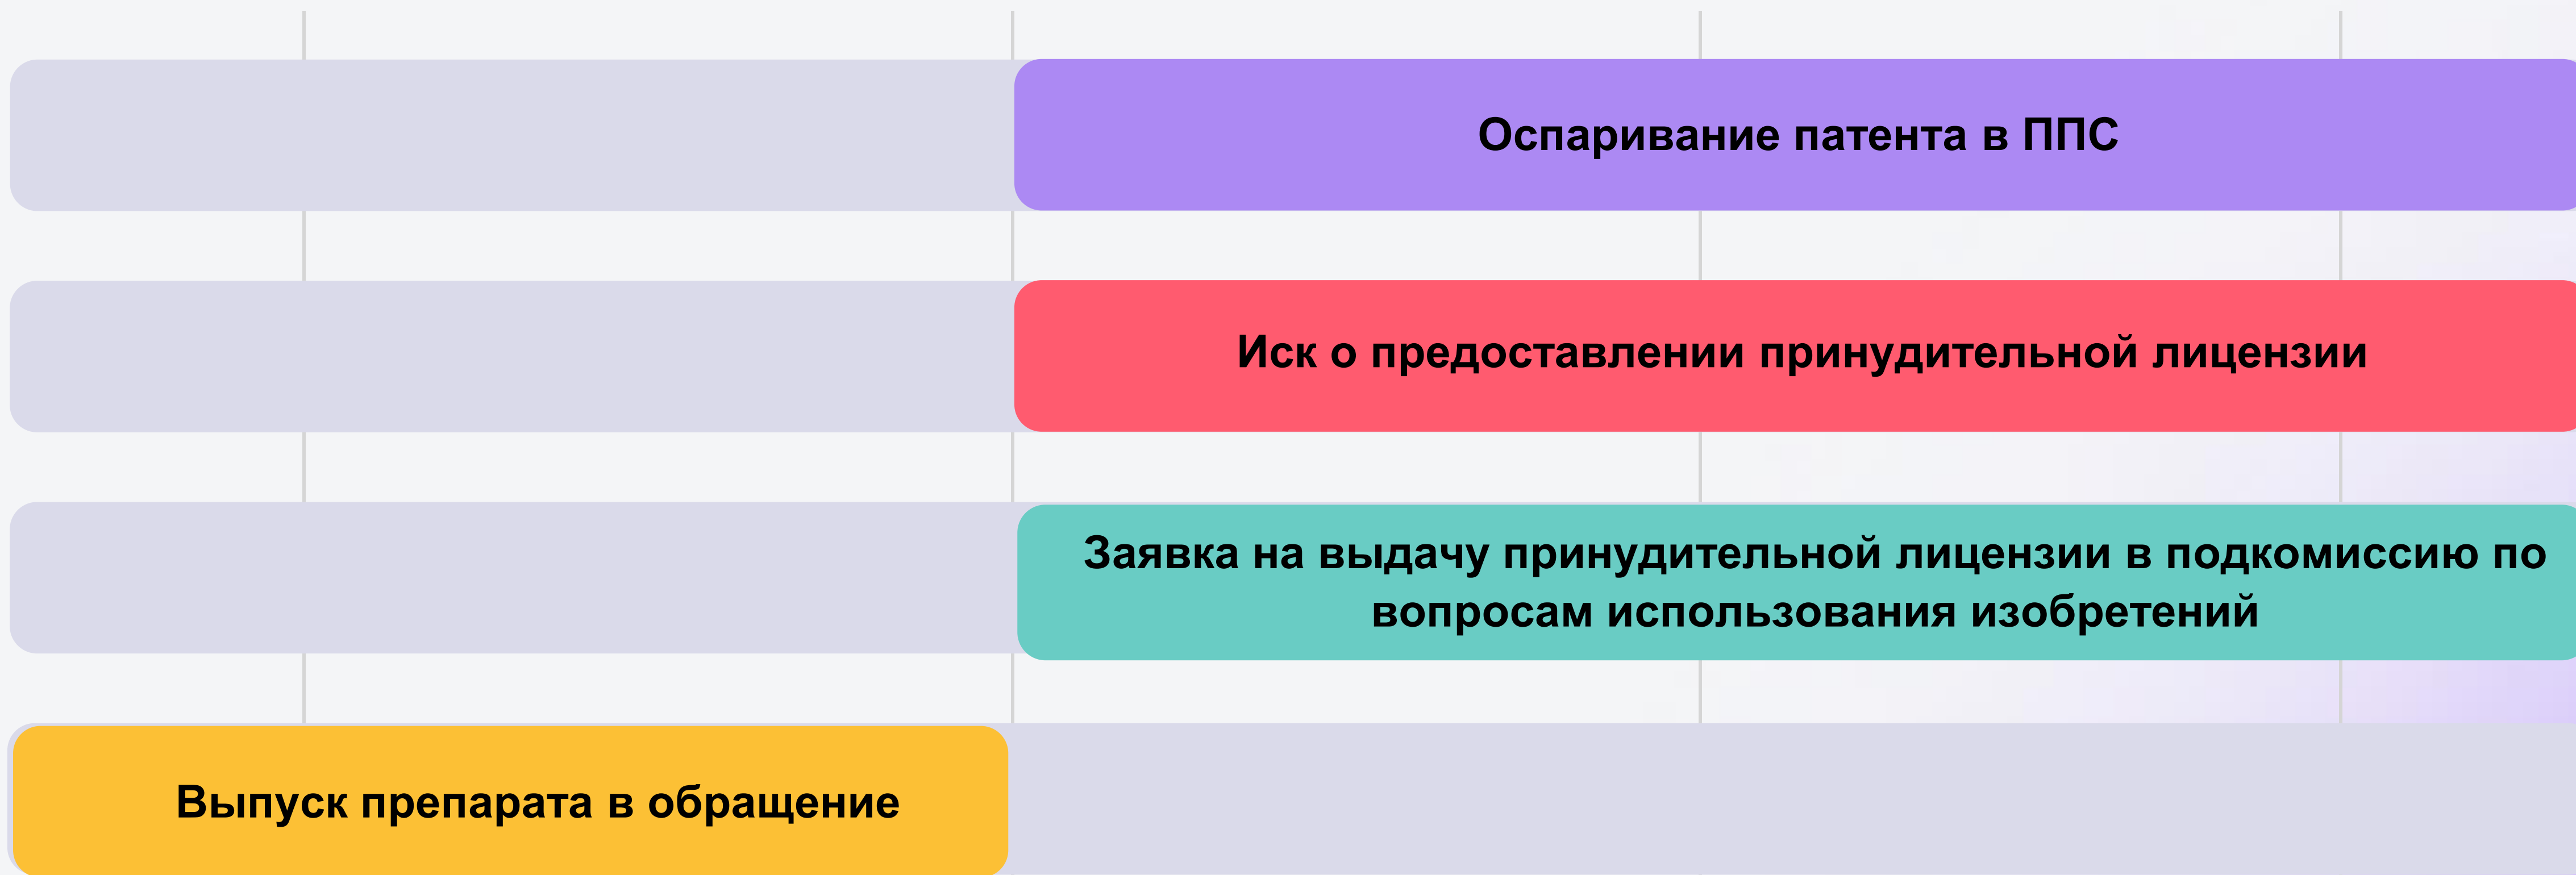 Оспаривание патента в ППС
Иск о предоставлении принудительной лицензии
Заявка на выдачу принудительной лицензии в подкомиссию по
вопросам использования изобретений
Выпуск препарата в обращение